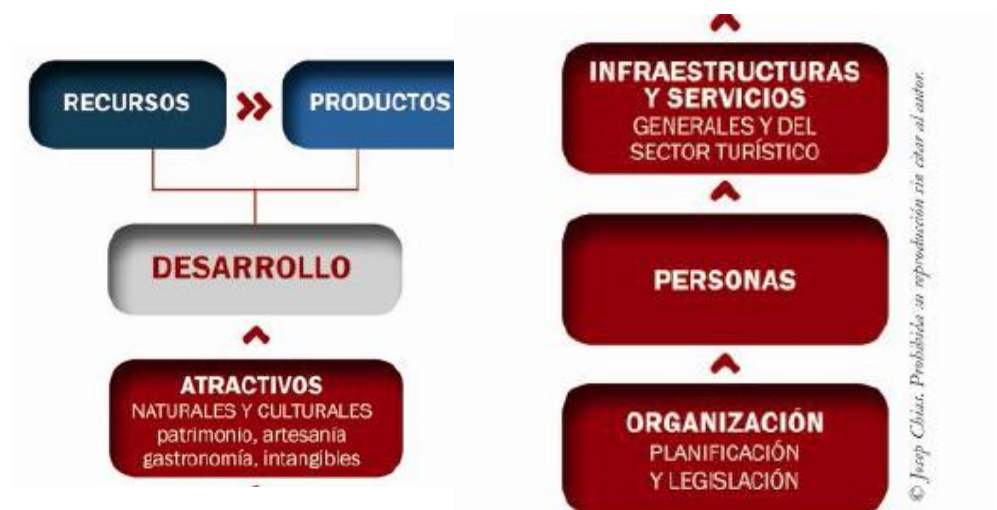 RECURSOS
PRODUCTOS
DESARROLLO
ATRACTIVOS
NATURALES Y CULTURALES
patrimonio, artesanía
gastronomía, intangibles
INFRAESTRUCTURAS
Y SERVICIOS
GENERALES Y DEL
SECTOR TURÍSTICO
PERSONAS
ORGANIZACIÓN
PLANIFICACIÓN
Y LEGISLACIÓN
© Josep Chias. Prohibida su reproducción sin citar al autor.